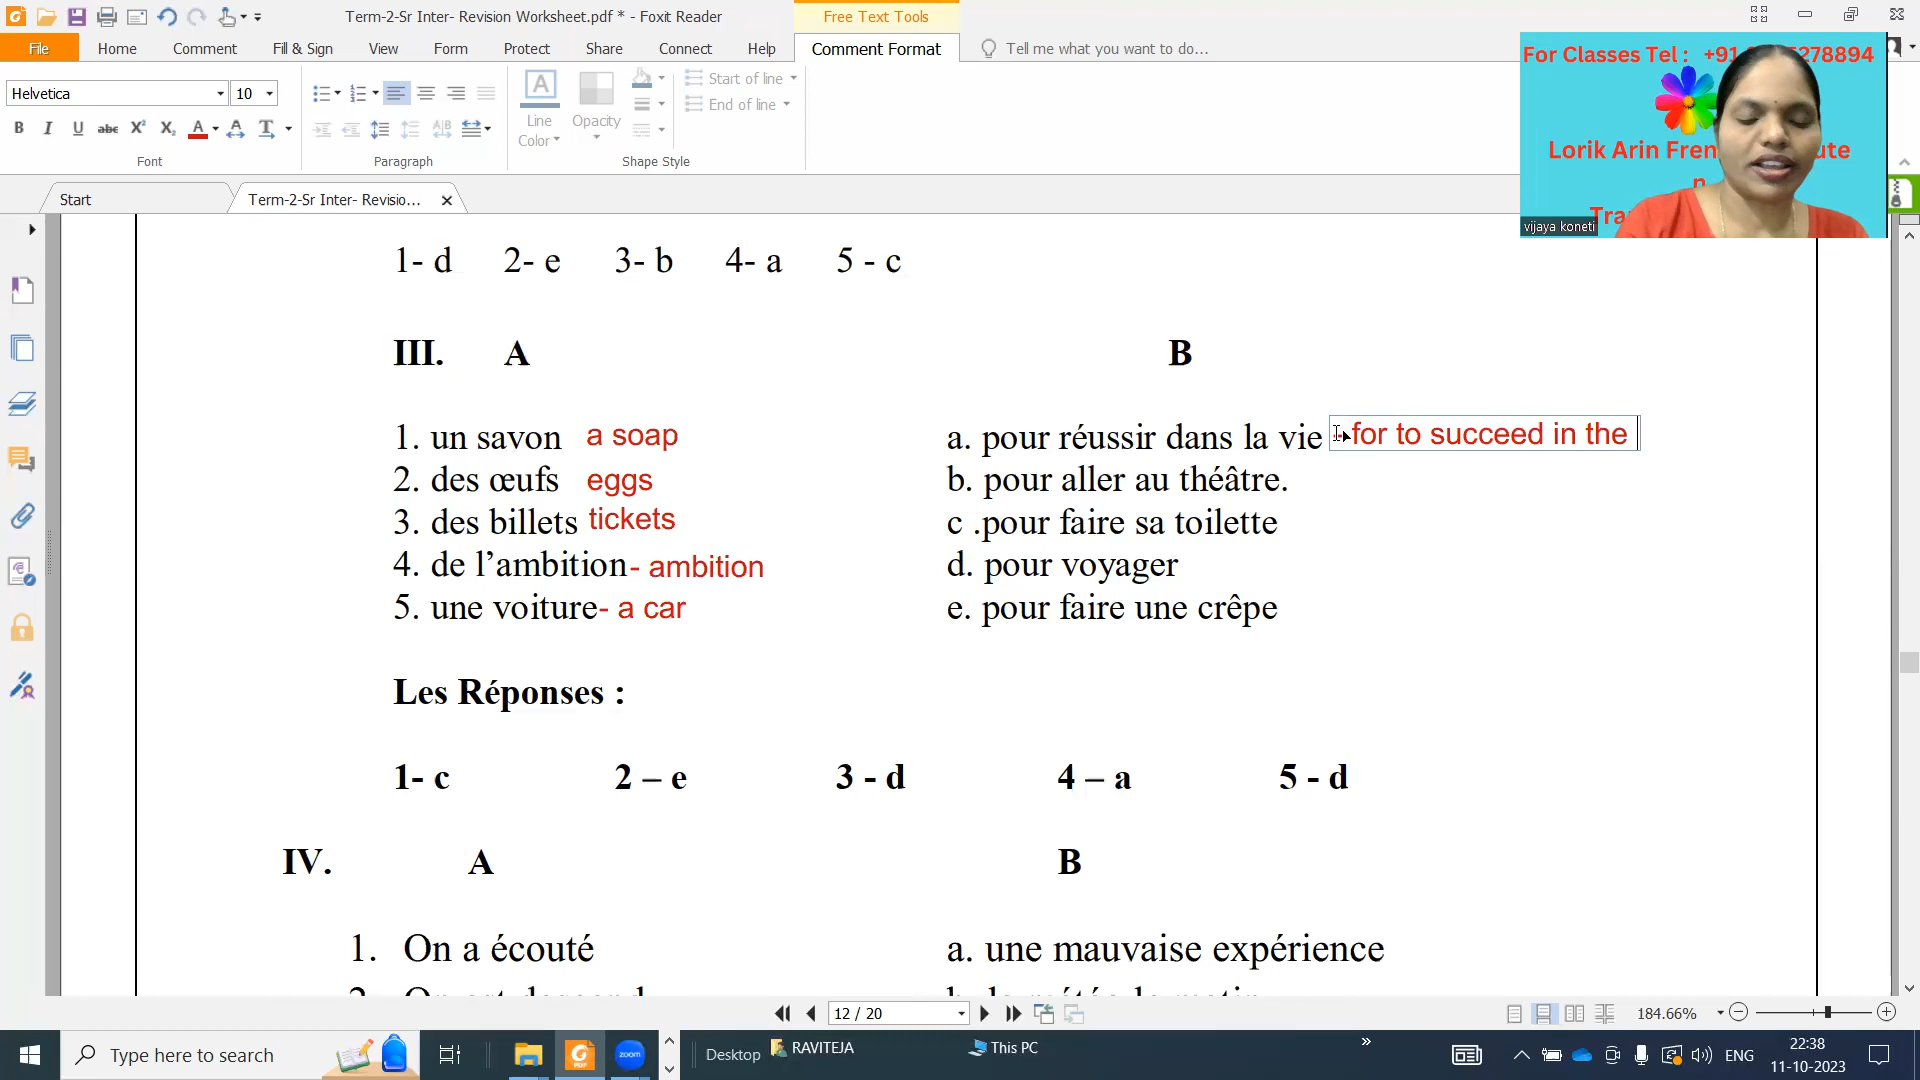 Term-2-Sr Inter- Revision Worksheet.pdf * - Foxit Reader
Free Text Tools
File
Home
Comment
Fill & Sign
View
Form
Protect
Share
Connect
Help
Comment Format
Tell me what you want to do...
For Classes Tel : +91
278894
Lorik Arin Fren
ute
n
Tra
vijaya koneti
Helvetica
10
B I U abc X² X₂ A A T
Line Color
Opacity
Start of line
End of line
Font
Paragraph
Shape Style
Start
Term-2-Sr Inter- Revisio...
1- d 2- e 3- b 4- a 5 - c
III. A B
1. un savon a soap a. pour réussir dans la vie - for to succeed in the
2. des œufs eggs b. pour aller au théâtre.
3. des billets tickets c .pour faire sa toilette
4. de l’ambition - ambition d. pour voyager
5. une voiture - a car e. pour faire une crêpe
Les Réponses :
1- c 2 – e 3 - d 4 – a 5 - d
IV. A B
1. On a écouté a. une mauvaise expérience
12 / 20
184.66%
Type here to search
zoom
Desktop
RAVITEJA
This PC
»
ENG
22:38
11-10-2023